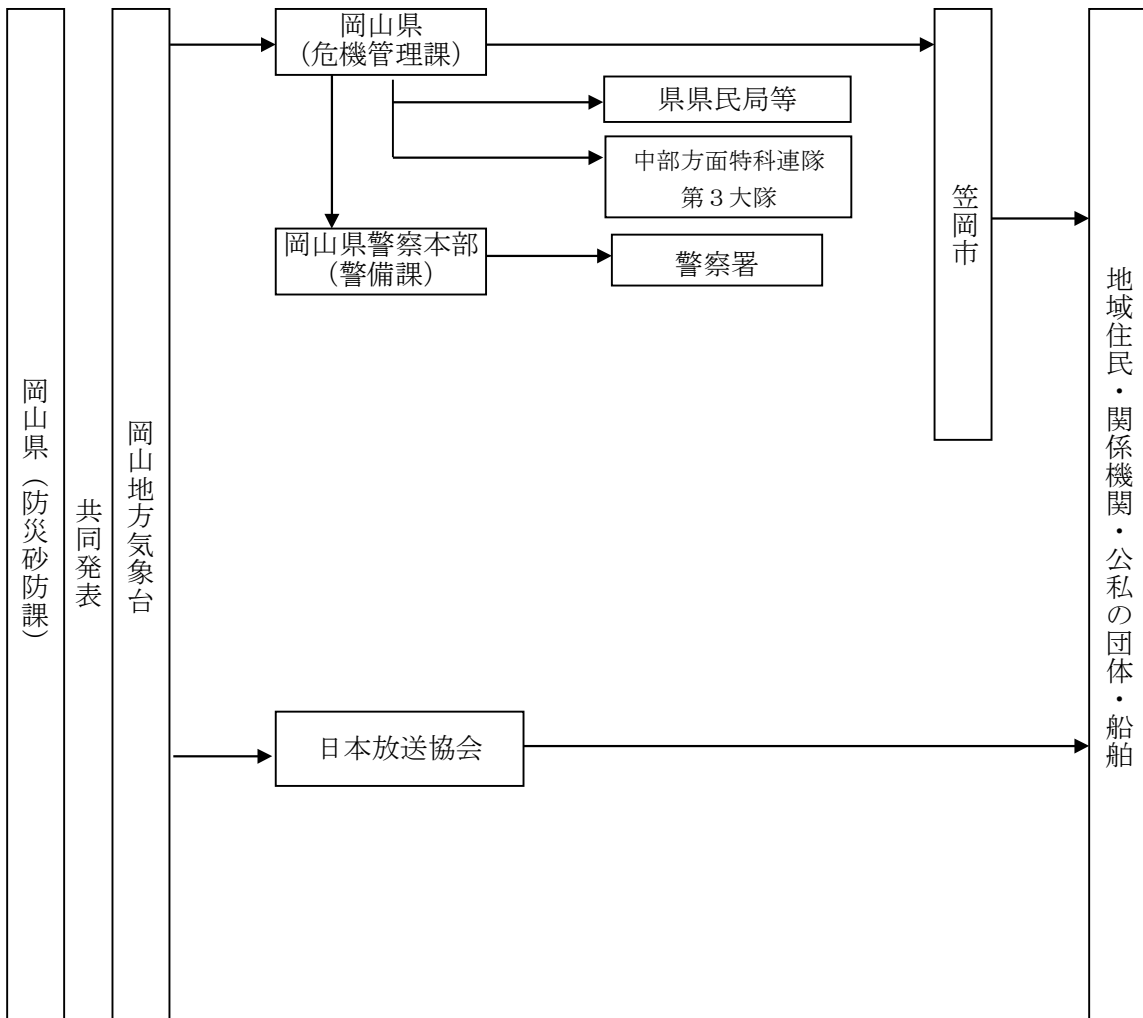 岡山県（防災砂防課）
共同発表
岡山地方気象台
岡山県
（危機管理課）
県県民局等
中部方面特科連隊
第３大隊
岡山県警察本部
（警備課）
警察署
日本放送協会
笠岡市
地域住民・関係機関・公私の団体・船舶